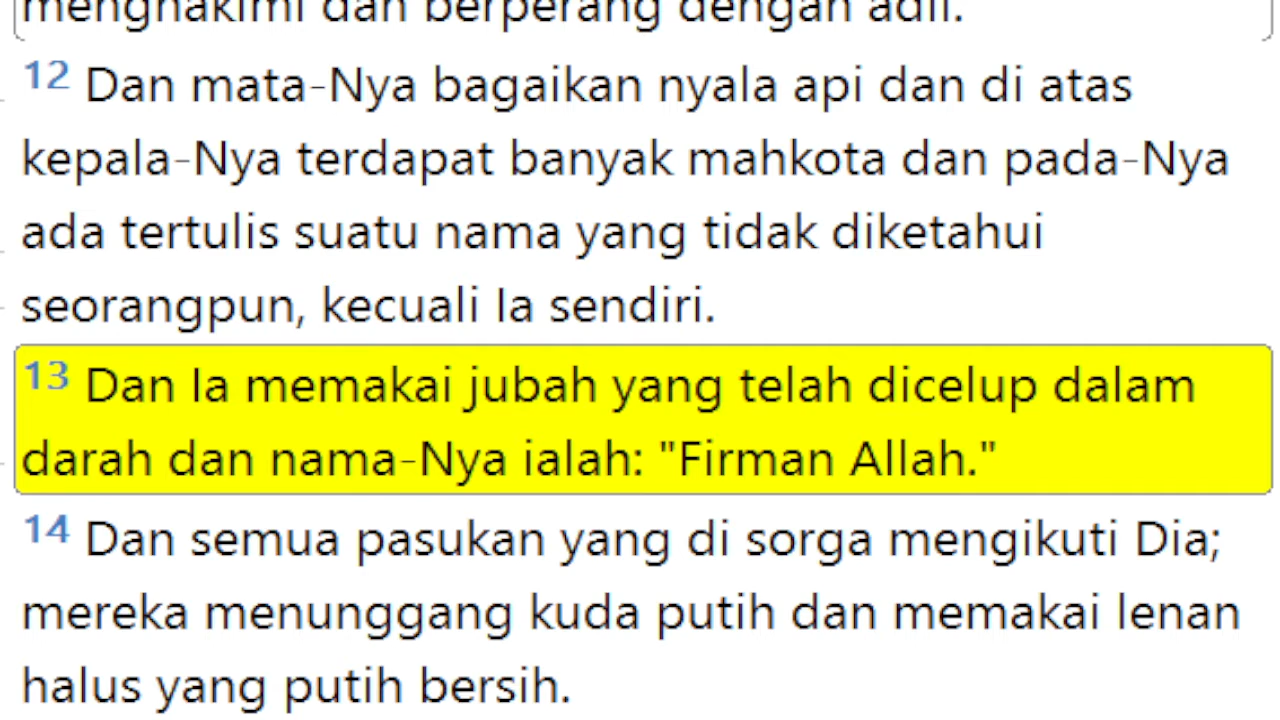 menghakimi dan berperang dengan adil.
12 Dan mata-Nya bagaikan nyala api dan di atas
kepala-Nya terdapat banyak mahkota dan pada-Nya
ada tertulis suatu nama yang tidak diketahui
seorangpun, kecuali Ia sendiri.
13 Dan Ia memakai jubah yang telah dicelup dalam
darah dan nama-Nya ialah: "Firman Allah."
14 Dan semua pasukan yang di sorga mengikuti Dia;
mereka menunggang kuda putih dan memakai lenan
halus yang putih bersih.